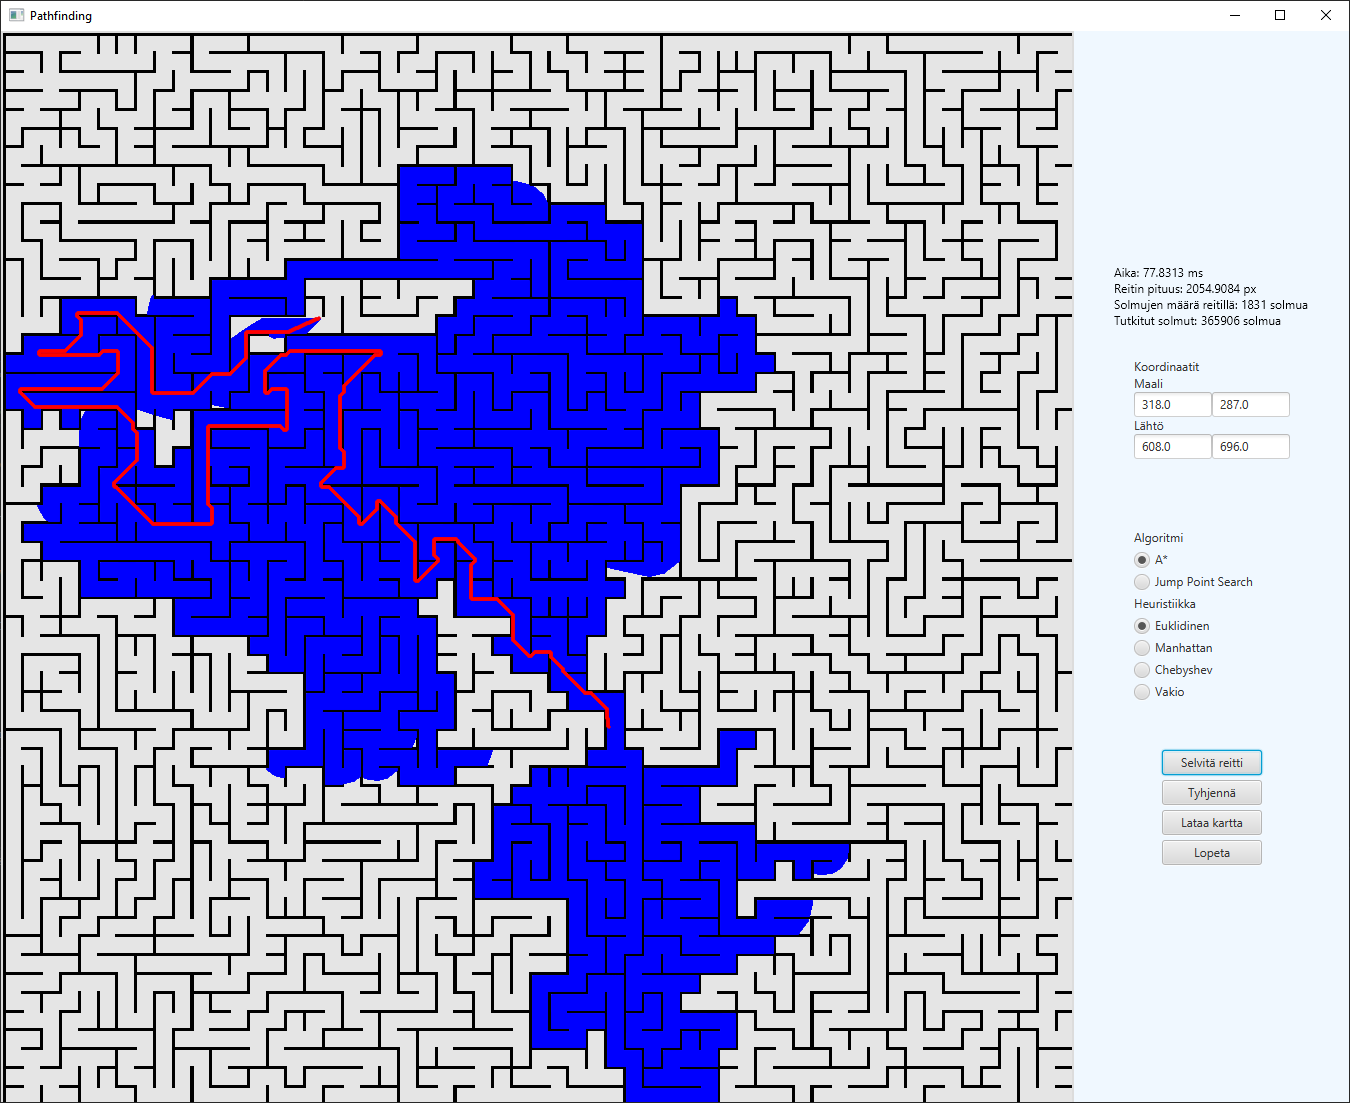 Pathfinding
Aika: 77.8313 ms
Reitin pituus: 2054.9084 px
Solmujen määrä reitillä: 1831 solmua
Tutkitut solmut: 365906 solmua
Koordinaatit
Maali
318.0 287.0
Lähtö
608.0 696.0
Algoritmi
A*
Jump Point Search
Heuristiikka
Euklidinen
Manhattan
Chebyshev
Vakio
Selvitä reitti
Tyhjennä
Lataa kartta
Lopeta